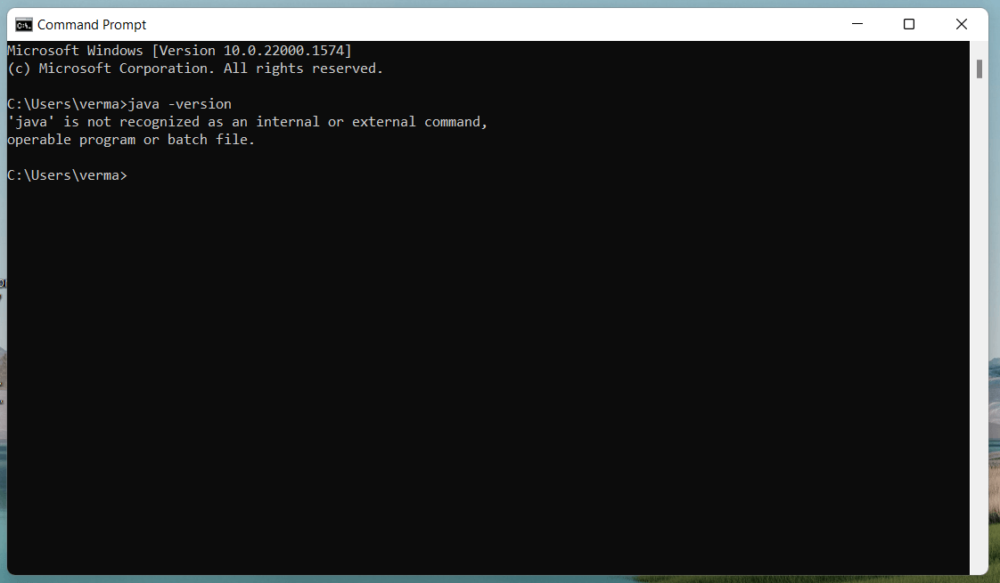 Command Prompt
Microsoft Windows [Version 10.0.22000.1574]
(c) Microsoft Corporation. All rights reserved.
C:\Users\verma>java -version
'java' is not recognized as an internal or external command,
operable program or batch file.
C:\Users\verma>